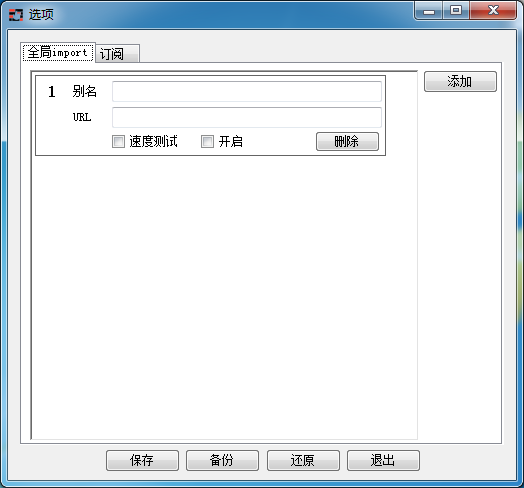 选项
全局import 订阅
1 别名 添加
URL
速度测试 开启 删除
保存 备份 还原 退出